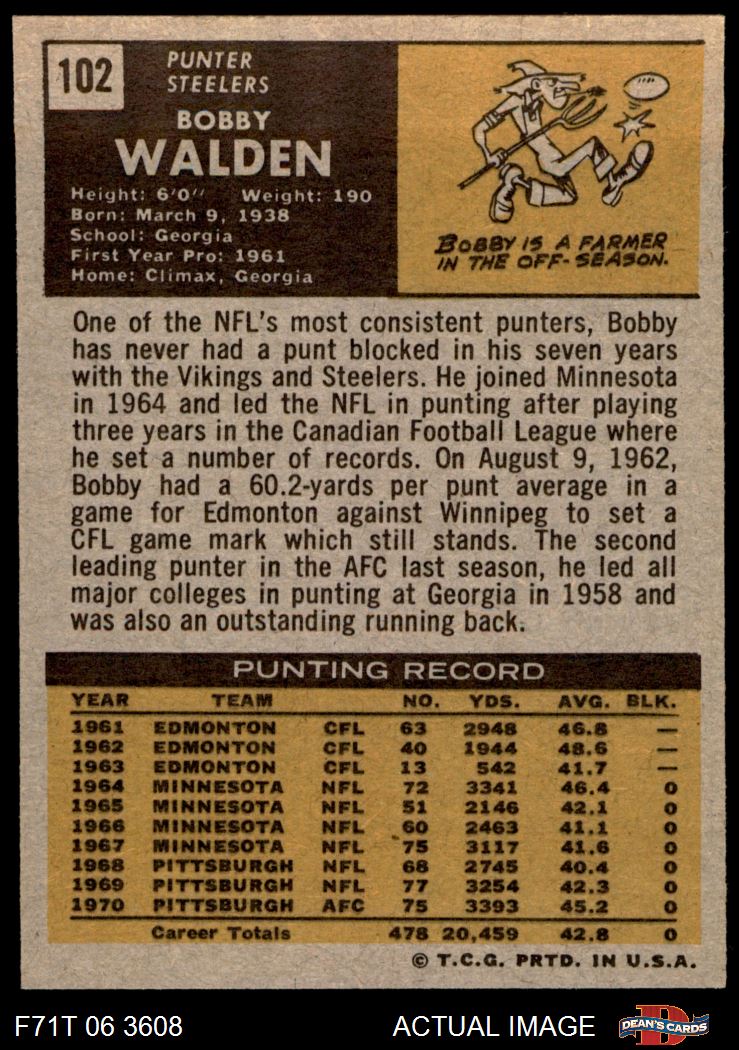 102
PUNTER
STEELERS
BOBBY
WALDEN
Height: 6'0" Weight: 190
Born: March 9, 1938
School: Georgia
First Year Pro: 1961
Home: Climax, Georgia
BOBBY IS A FARMER
IN THE OFF-SEASON.
One of the NFL's most consistent punters, Bobby
has never had a punt blocked in his seven years
with the Vikings and Steelers. He joined Minnesota
in 1964 and led the NFL in punting after playing
three years in the Canadian Football League where
he set a number of records. On August 9, 1962,
Bobby had a 60.2-yards per punt average in a
game for Edmonton against Winnipeg to set a
CFL game mark which still stands. The second
leading punter in the AFC last season, he led all
major colleges in punting at Georgia in 1958 and
was also an outstanding running back.
PUNTING RECORD
YEAR TEAM NO. YDS. AVG. BLK.
1961 EDMONTON CFL 63 2948 46.8 —
1962 EDMONTON CFL 40 1944 48.6 —
1963 EDMONTON CFL 13 542 41.7 —
1964 MINNESOTA NFL 72 3341 46.4 0
1965 MINNESOTA NFL 51 2146 42.1 0
1966 MINNESOTA NFL 60 2463 41.1 0
1967 MINNESOTA NFL 75 3117 41.6 0
1968 PITTSBURGH NFL 68 2745 40.4 0
1969 PITTSBURGH NFL 77 3254 42.3 0
1970 PITTSBURGH AFC 75 3393 45.2 0
Career Totals 478 20,459 42.8 0
© T.C.G. PRTD. IN U.S.A.
F71T 06 3608 ACTUAL IMAGE D DEAN'S CARDS